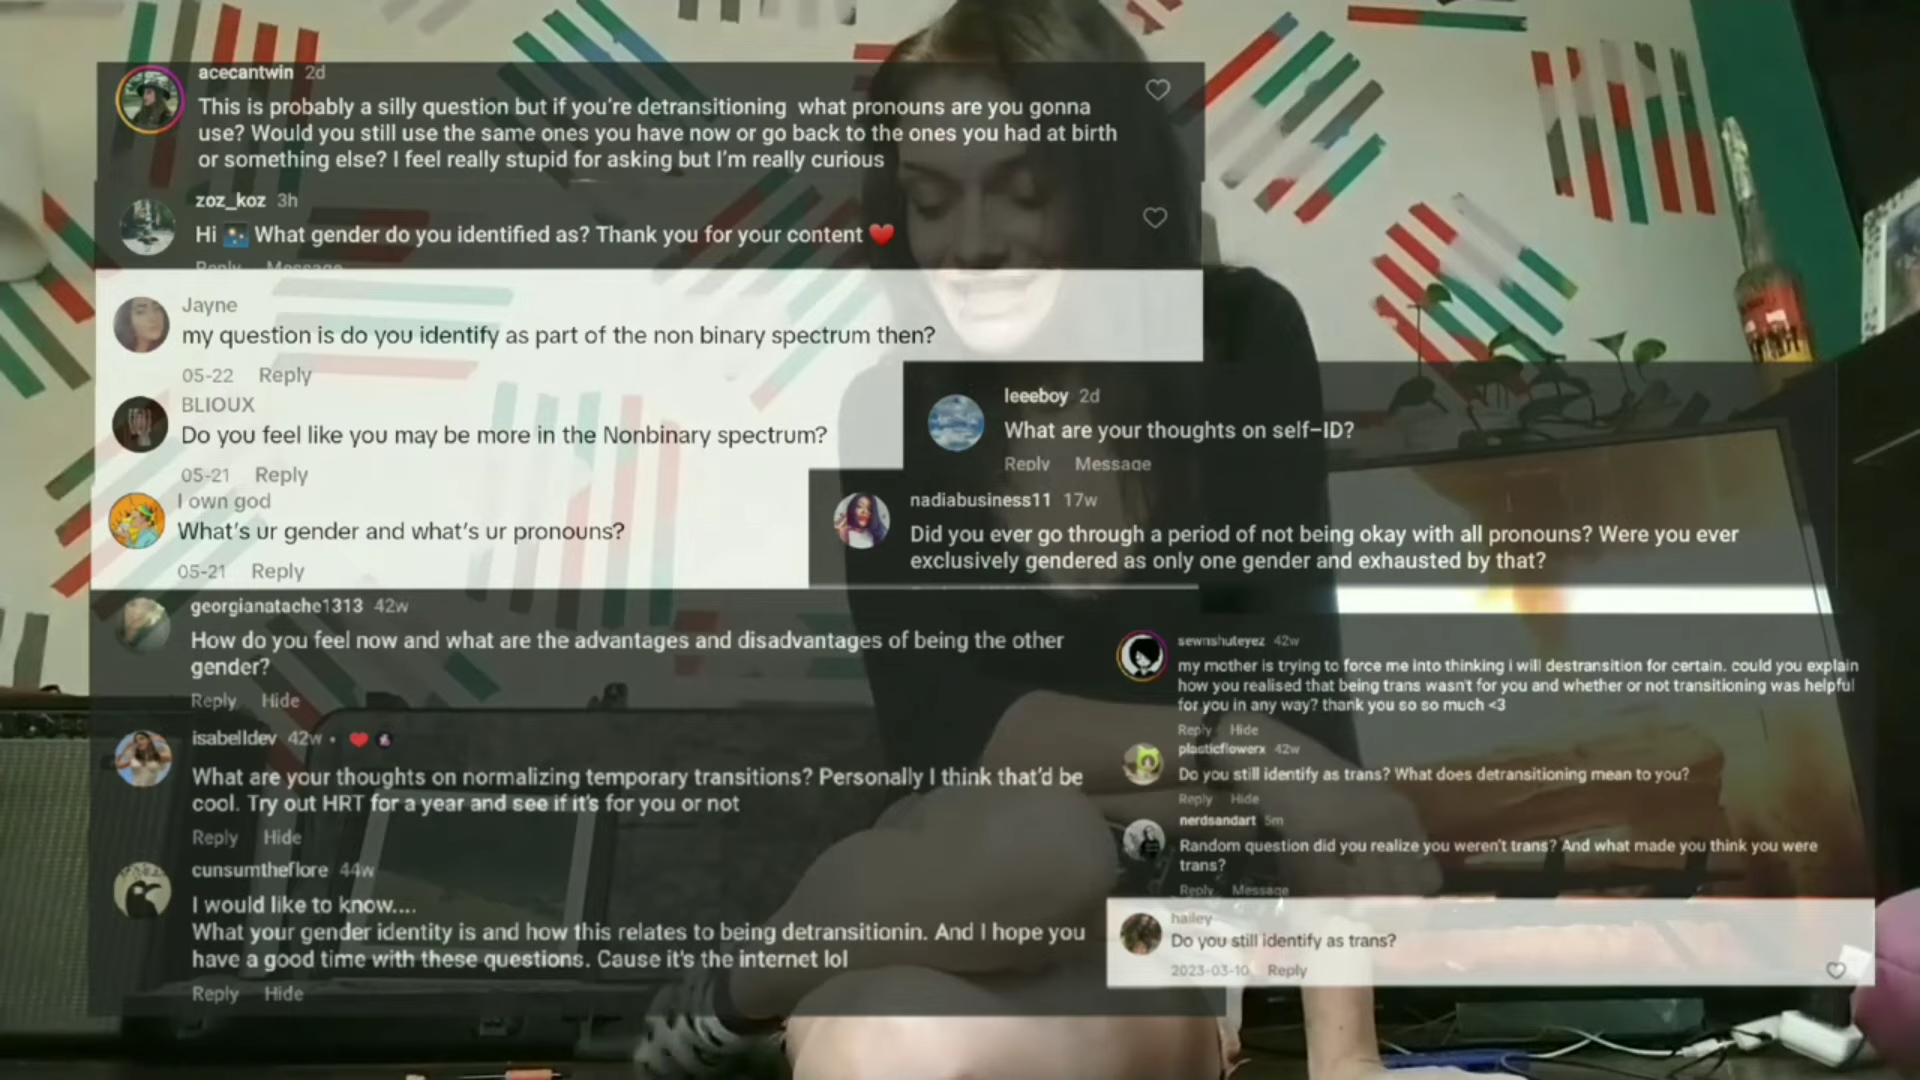 acecantwin 2d
This is probably a silly question but if you're detransitioning what pronouns are you gonna
use? Would you still use the same ones you have now or go back to the ones you had at birth
or something else? I feel really stupid for asking but I'm really curious
zoz_koz 3h
Hi 🌃 What gender do you identified as? Thank you for your content ❤️
Reply Message
Jayne
my question is do you identify as part of the non binary spectrum then?
05-22 Reply
BLIOUX
Do you feel like you may be more in the Nonbinary spectrum?
05-21 Reply
I own god
What's ur gender and what's ur pronouns?
05-21 Reply
leeeboy 2d
What are your thoughts on self-ID?
Reply Message
nadiabusiness11 17w
Did you ever go through a period of not being okay with all pronouns? Were you ever
exclusively gendered as only one gender and exhausted by that?
georgianatache1313 42w
How do you feel now and what are the advantages and disadvantages of being the other
gender?
Reply Hide
isabelldev 42w • ❤️
What are your thoughts on normalizing temporary transitions? Personally I think that'd be
cool. Try out HRT for a year and see if it's for you or not
Reply Hide
cunsumtheflore 44w
I would like to know....
What your gender identity is and how this relates to being detransitionin. And I hope you
have a good time with these questions. Cause it's the internet lol
Reply Hide
sewnshuteyez 42w
my mother is trying to force me into thinking i will destransition for certain. could you explain
how you realised that being trans wasn't for you and whether or not transitioning was helpful
for you in any way? thank you so so much <3
Reply Hide
plasticflowerx 42w
Do you still identify as trans? What does detransitioning mean to you?
Reply Hide
nerdsandart 5m
Random question did you realize you weren't trans? And what made you think you were
trans?
Reply Message
hailey
Do you still identify as trans?
2023-03-10 Reply